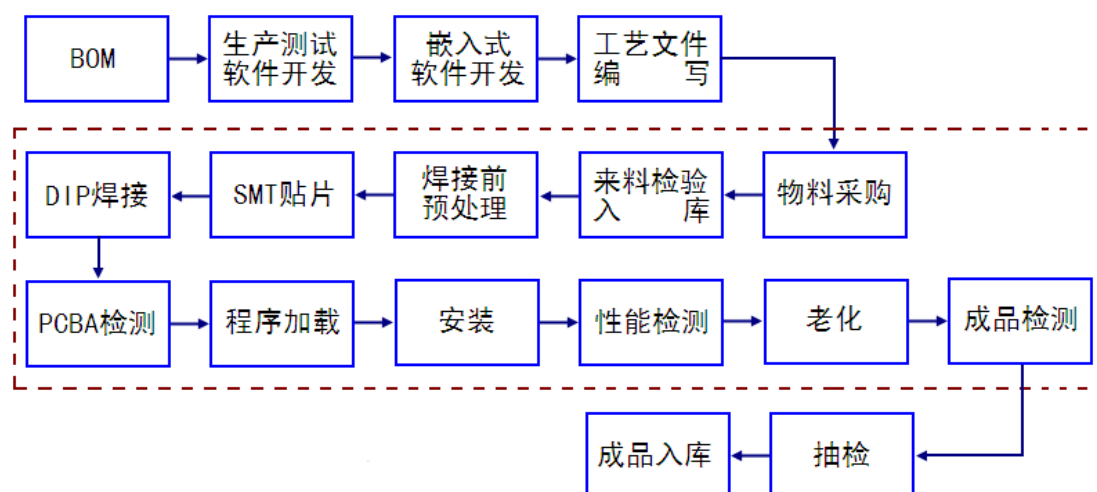 BOM
生产测试
软件开发
嵌入式
软件开发
工艺文件
编 写
物料采购
来料检验
入 库
焊接前
预处理
SMT贴片
DIP焊接
PCBA检测
程序加载
安装
性能检测
老化
成品检测
抽检
成品入库